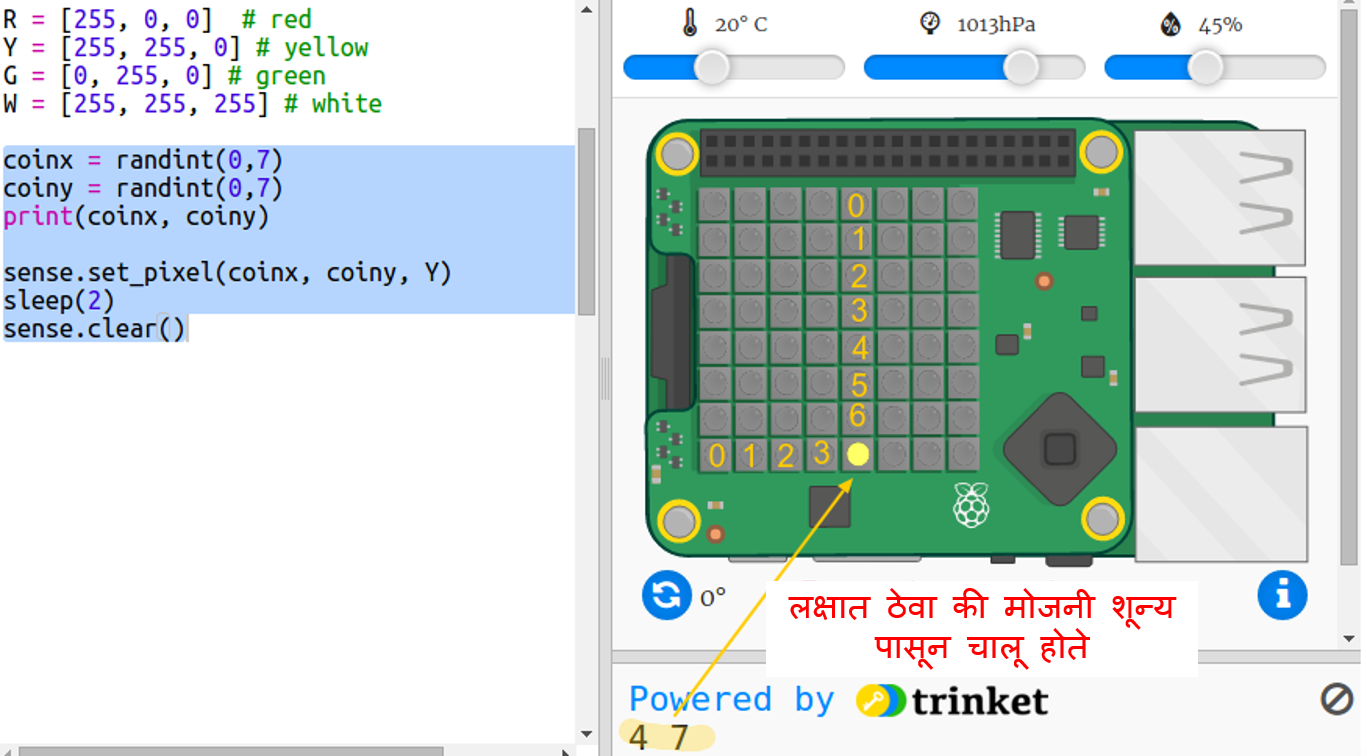 R = [255, 0, 0]  # red
Y = [255, 255, 0] # yellow
G = [0, 255, 0] # green
W = [255, 255, 255] # white
coinx = randint(0,7)
coiny = randint(0,7)
print(coinx, coiny)
sense.set_pixel(coinx, coiny, Y)
sleep(2)
sense.clear()
20° C
1013hPa
45%
0
1
2
3
4
5
6
0 1 2 3
0°
लक्षात ठेवा की मोजनी शून्य
पासून चालू होते
Powered by trinket
4 7